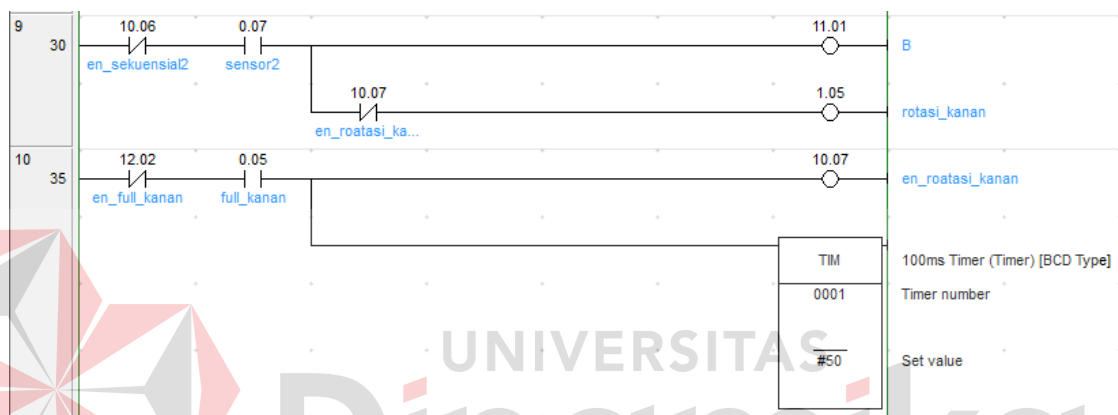 9 10.06 0.07 11.01
30 B
en_sekuensial2 sensor2
10.07 1.05
rotasi_kanan
en_roatasi_ka...
10 12.02 0.05 10.07
35 en_roatasi_kanan
en_full_kanan full_kanan
TIM 100ms Timer (Timer) [BCD Type]
0001 Timer number
UNIVERSITAS
#50 Set value
Dinamika